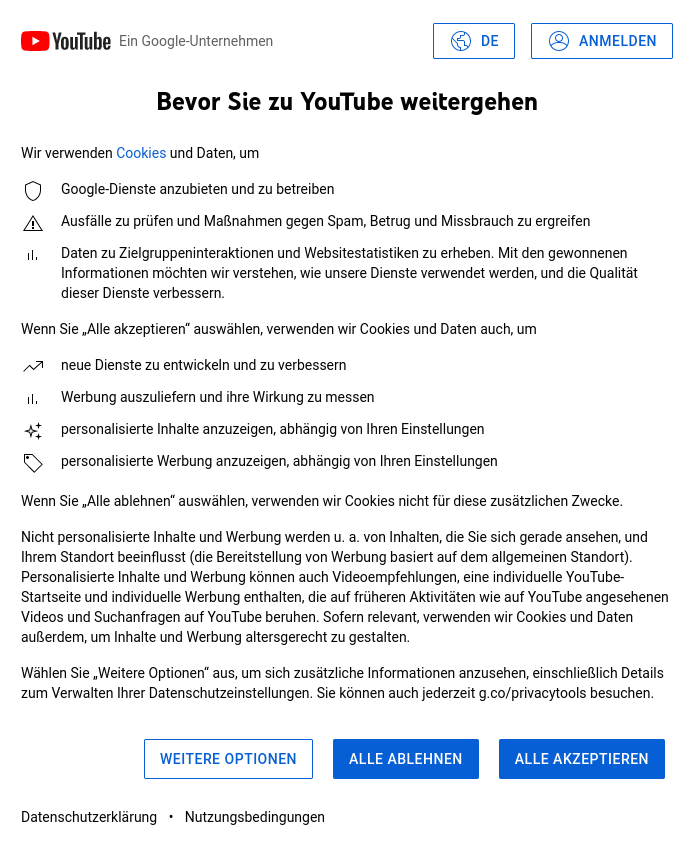 YouTube Ein Google-Unternehmen
DE
ANMELDEN
Bevor Sie zu YouTube weitergehen
Wir verwenden Cookies und Daten, um
Google-Dienste anzubieten und zu betreiben
Ausfälle zu prüfen und Maßnahmen gegen Spam, Betrug und Missbrauch zu ergreifen
Daten zu Zielgruppeninteraktionen und Websitestatistiken zu erheben. Mit den gewonnenen
Informationen möchten wir verstehen, wie unsere Dienste verwendet werden, und die Qualität
dieser Dienste verbessern.
Wenn Sie „Alle akzeptieren“ auswählen, verwenden wir Cookies und Daten auch, um
neue Dienste zu entwickeln und zu verbessern
Werbung auszuliefern und ihre Wirkung zu messen
personalisierte Inhalte anzuzeigen, abhängig von Ihren Einstellungen
personalisierte Werbung anzuzeigen, abhängig von Ihren Einstellungen
Wenn Sie „Alle ablehnen“ auswählen, verwenden wir Cookies nicht für diese zusätzlichen Zwecke.
Nicht personalisierte Inhalte und Werbung werden u. a. von Inhalten, die Sie sich gerade ansehen, und
Ihrem Standort beeinflusst (die Bereitstellung von Werbung basiert auf dem allgemeinen Standort).
Personalisierte Inhalte und Werbung können auch Videoempfehlungen, eine individuelle YouTube-
Startseite und individuelle Werbung enthalten, die auf früheren Aktivitäten wie auf YouTube angesehenen
Videos und Suchanfragen auf YouTube beruhen. Sofern relevant, verwenden wir Cookies und Daten
außerdem, um Inhalte und Werbung altersgerecht zu gestalten.
Wählen Sie „Weitere Optionen“ aus, um sich zusätzliche Informationen anzusehen, einschließlich Details
zum Verwalten Ihrer Datenschutzeinstellungen. Sie können auch jederzeit g.co/privacytools besuchen.
WEITERE OPTIONEN
ALLE ABLEHNEN
ALLE AKZEPTIEREN
Datenschutzerklärung • Nutzungsbedingungen